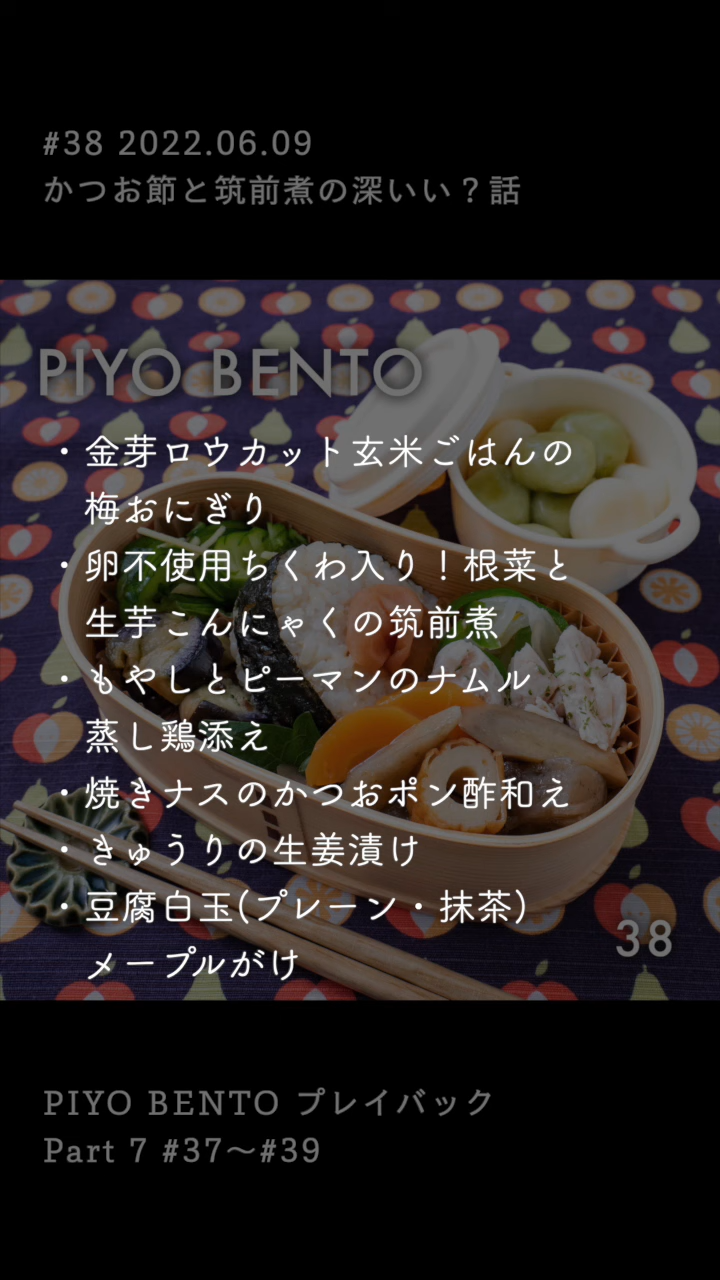 #38 2022.06.09
かつお節と筑前煮の深いい？話
PIYO BENTO
・金芽ロウカット玄米ごはんの
梅おにぎり
・卵不使用ちくわ入り！根菜と
生芋こんにゃくの筑前煮
・もやしとピーマンのナムル
蒸し鶏添え
・焼きナスのかつおポン酢和え
・きゅうりの生姜漬け
・豆腐白玉(プレーン・抹茶)
メープルがけ
38
PIYO BENTO プレイバック
Part 7 #37〜#39